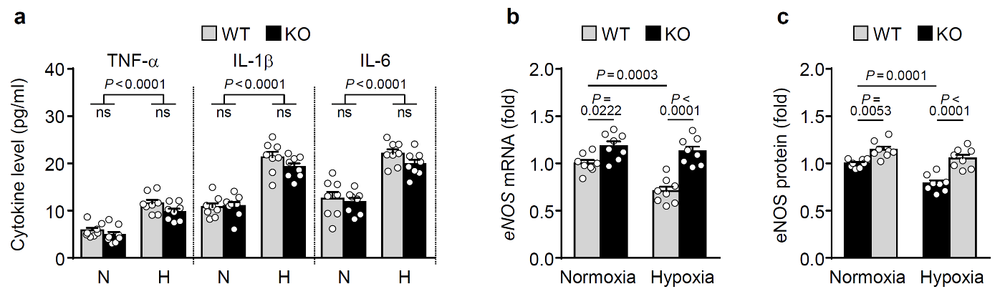 a
WT KO
TNF-α IL-1β IL-6
Cytokine level (pg/ml)
40
30
20
10
0
P < 0.0001 P < 0.0001 P < 0.0001
ns ns ns ns ns ns
N H N H N H
b
WT KO
eNOS mRNA (fold)
2.0
1.5
1.0
0.5
0.0
P = 0.0003
P =
0.0222
P <
0.0001
Normoxia Hypoxia
c
WT KO
eNOS protein (fold)
2.0
1.5
1.0
0.5
0.0
P = 0.0001
P =
0.0053
P <
0.0001
Normoxia Hypoxia